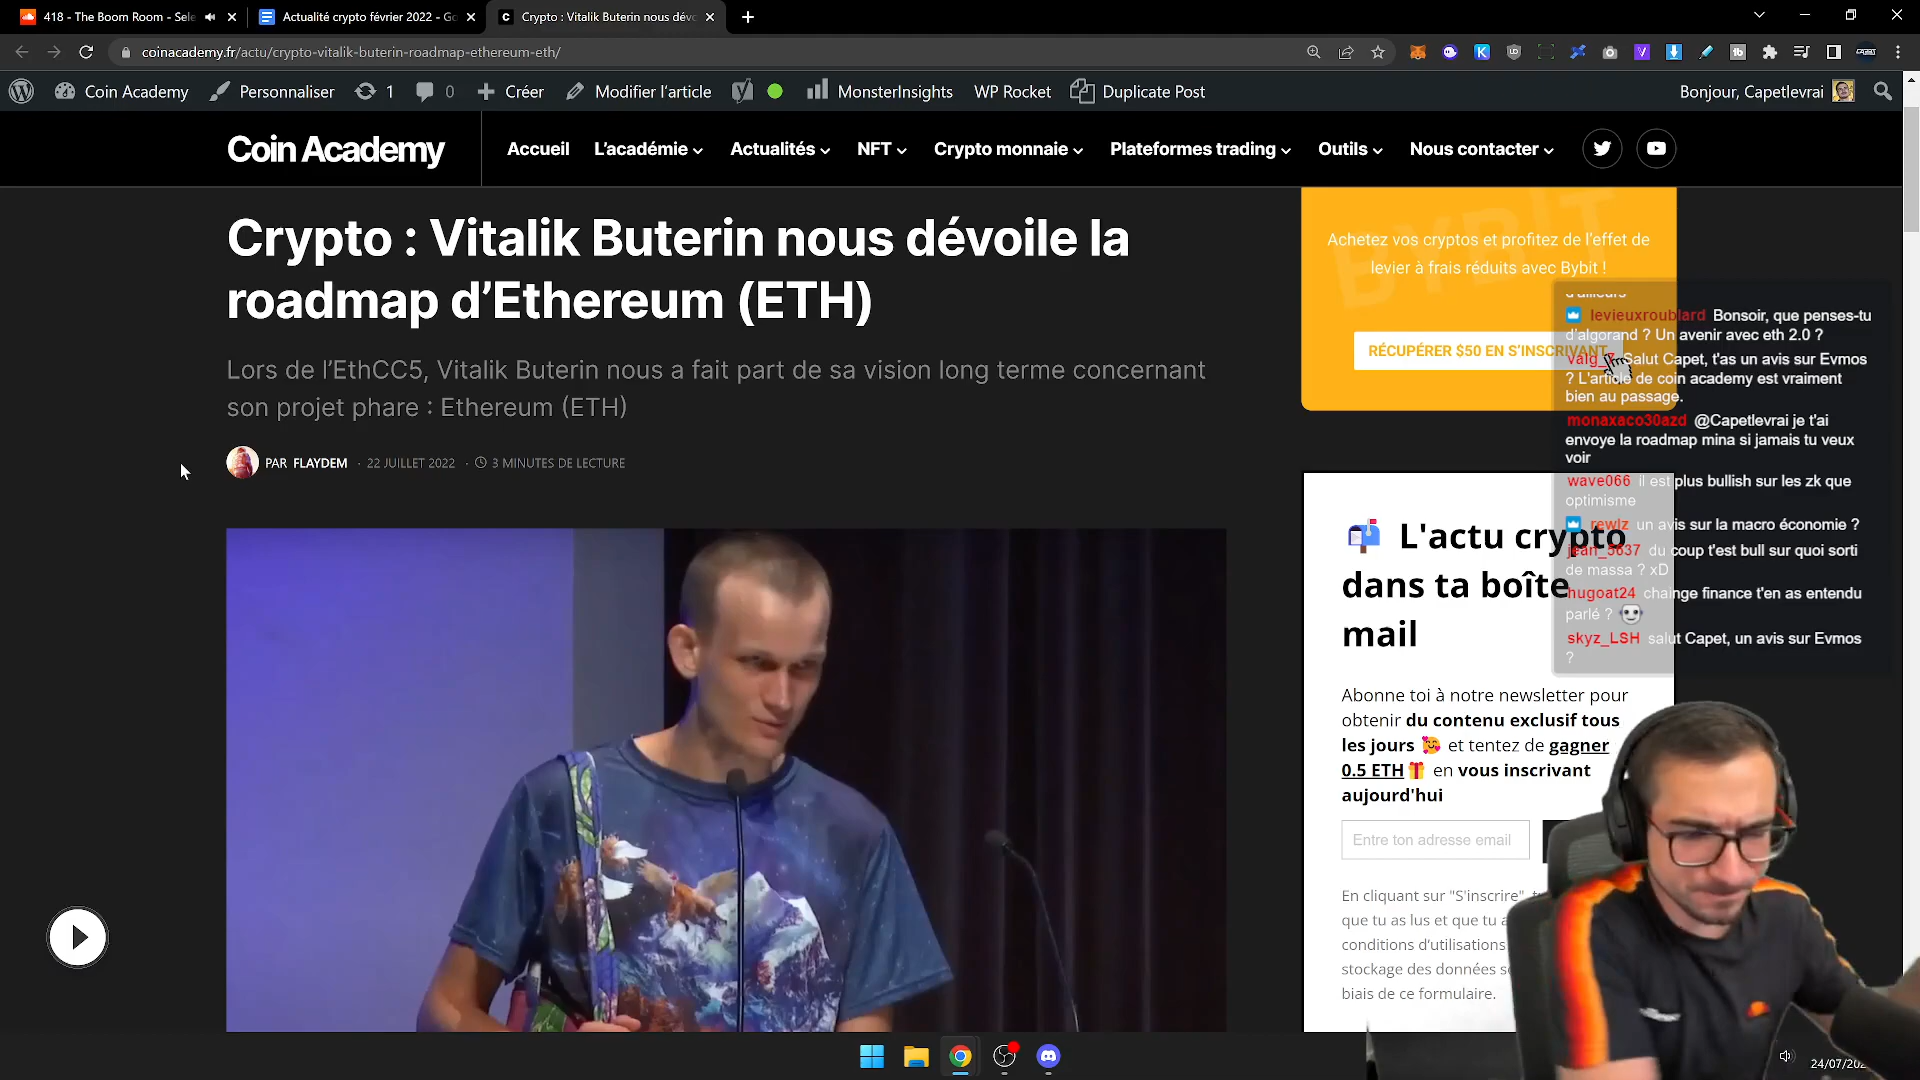 418 - The Boom Room - Sele
Actualité crypto février 2022 - Go
Crypto : Vitalik Buterin nous dévo
coinacademy.fr/actu/crypto-vitalik-buterin-roadmap-ethereum-eth/
Coin Academy
Personnaliser
1
0
Créer
Modifier l'article
MonsterInsights
WP Rocket
Duplicate Post
Bonjour, Capetlevrai
Coin Academy
Accueil
L'académie
Actualités
NFT
Crypto monnaie
Plateformes trading
Outils
Nous contacter
Crypto : Vitalik Buterin nous dévoile la
roadmap d'Ethereum (ETH)
Lors de l'EthCC5, Vitalik Buterin nous a fait part de sa vision long terme concernant
son projet phare : Ethereum (ETH)
PAR FLAYDEM · 22 JUILLET 2022 · 3 MINUTES DE LECTURE
BYBIT
Achetez vos cryptos et profitez de l'effet de
levier à frais réduits avec Bybit !
RÉCUPÉRER $50 EN S'INSCRIVANT
d'ailleurs
levieuxroublard Bonsoir, que penses-tu
d'algorand ? Un avenir avec eth 2.0 ?
Salut Capet, t'as un avis sur Evmos
? L'article de coin academy est vraiment
bien au passage.
monaxaco30azd @Capetlevrai je t'ai
envoye la roadmap mina si jamais tu veux
voir
wave066 il est plus bullish sur les zk que
optimisme
rewlz un avis sur la macro économie ?
jean_5637 du coup t'est bull sur quoi sorti
de massa ? xD
hugoat24 chainge finance t'en as entendu
parlé ?
skyz_LSH salut Capet, un avis sur Evmos
?
L'actu crypto
dans ta boîte
mail
Abonne toi à notre newsletter pour
obtenir du contenu exclusif tous
les jours et tentez de gagner
0.5 ETH en vous inscrivant
aujourd'hui
Entre ton adresse email
En cliquant sur "S'inscrire",
que tu as lus et que tu a
conditions d'utilisations
stockage des données
biais de ce formulaire.
24/07/20